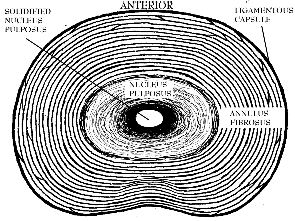 ANTERIOR
SOLIDIFIED
NUCLEUS
PULPOSUS
LIGAMENTOUS
CAPSULE
NUCLEUS
PULPOSUS
ANNULUS
FIBROSUS